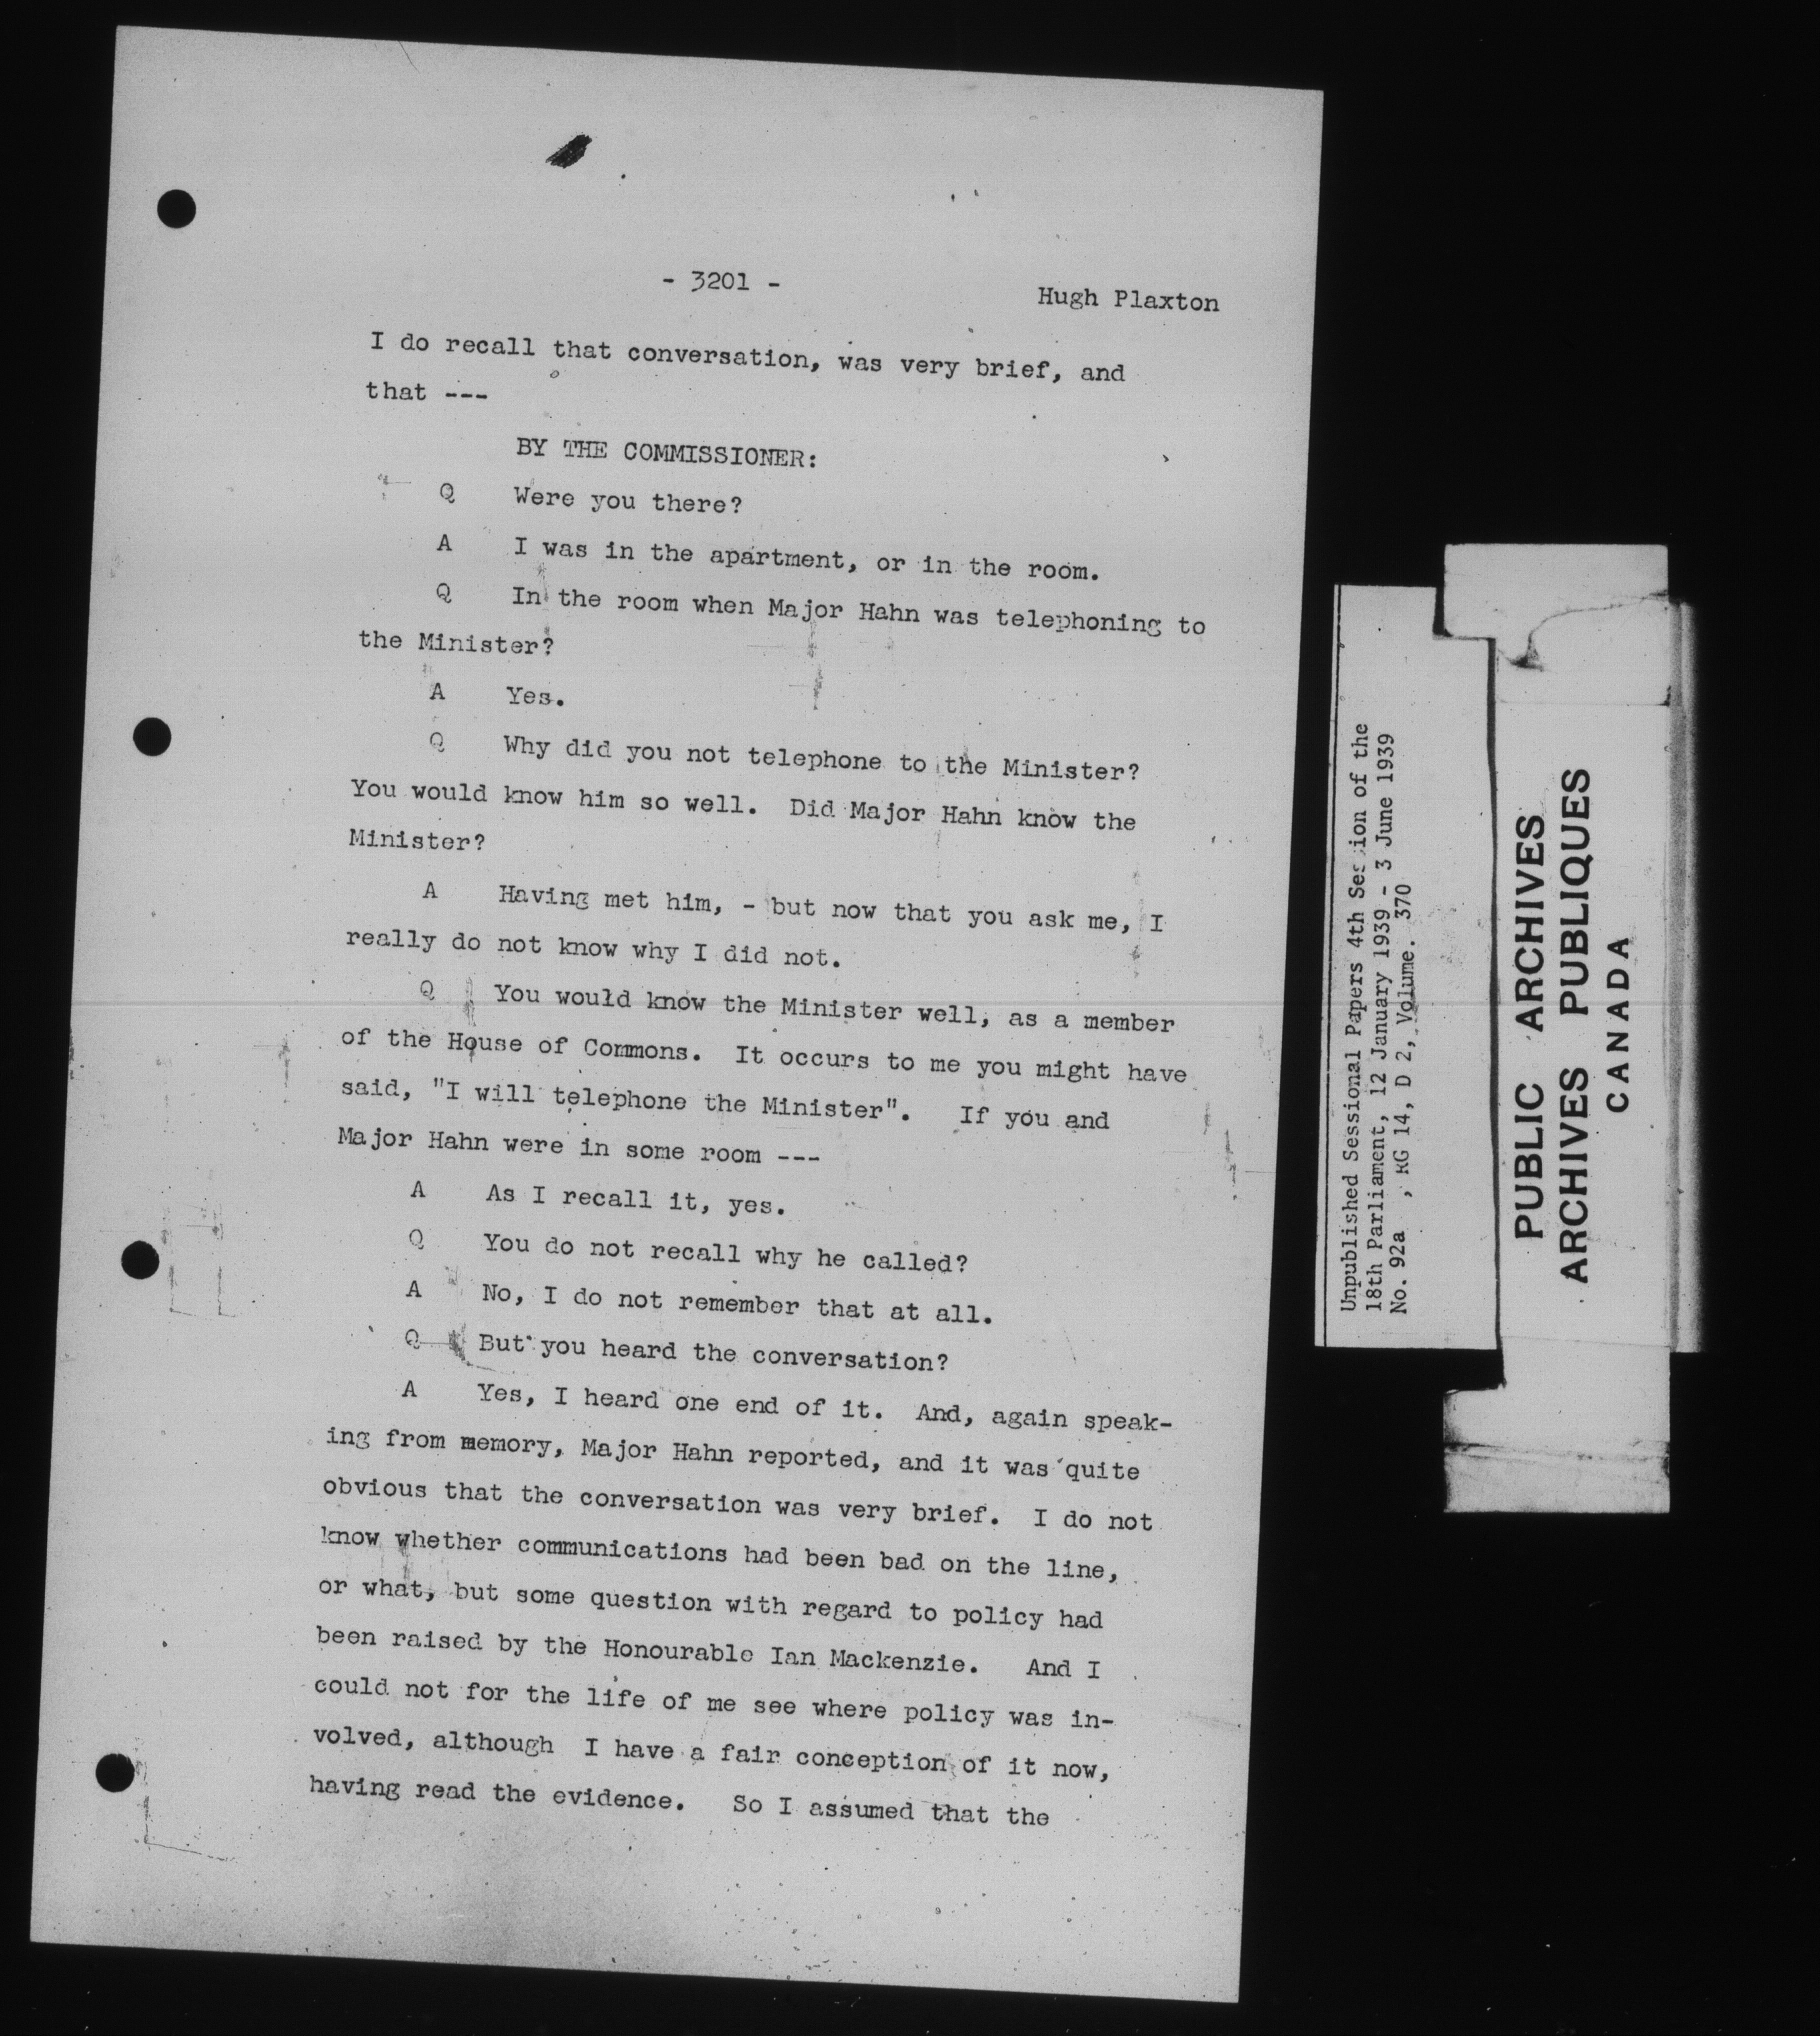 - 3201 -
Hugh Plaxton
I do recall that conversation, was very brief, and
that ---
BY THE COMMISSIONER:
Q Were you there?
A I was in the apartment, or in the room.
Q In the room when Major Hahn was telephoning to
the Minister?
A Yes.
Q Why did you not telephone to the Minister?
You would know him so well. Did Major Hahn know the
Minister?
A Having met him, - but now that you ask me, I
really do not know why I did not.
Q You would know the Minister well, as a member
of the House of Commons. It occurs to me you might have
said, "I will telephone the Minister". If you and
Major Hahn were in some room ---
A As I recall it, yes.
Q You do not recall why he called?
A No, I do not remember that at all.
Q But you heard the conversation?
A Yes, I heard one end of it. And, again speak-
ing from memory, Major Hahn reported, and it was quite
obvious that the conversation was very brief. I do not
know whether communications had been bad on the line,
or what, but some question with regard to policy had
been raised by the Honourable Ian Mackenzie. And I
could not for the life of me see where policy was in-
volved, although I have a fair conception of it now,
having read the evidence. So I assumed that the
Unpublished Sessional Papers 4th Session of the
18th Parliament, 12 January 1939 - 3 June 1939
No. 92a , RG 14, D 2, Volume. 370
PUBLIC ARCHIVES
ARCHIVES PUBLIQUES
CANADA